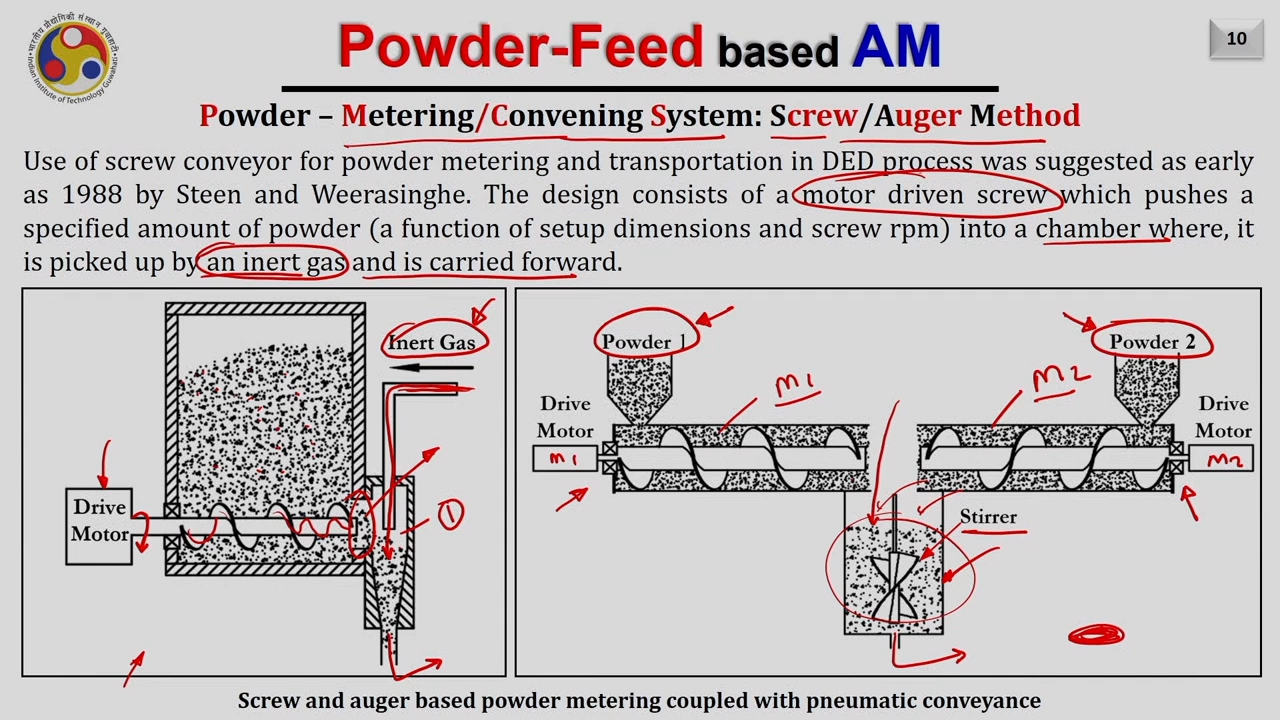 10
Powder-Feed based AM
Powder – Metering/Convening System: Screw/Auger Method
Use of screw conveyor for powder metering and transportation in DED process was suggested as early
as 1988 by Steen and Weerasinghe. The design consists of a motor driven screw which pushes a
specified amount of powder (a function of setup dimensions and screw rpm) into a chamber where, it
is picked up by an inert gas and is carried forward.
Inert Gas
Drive
Motor
1
Powder 1
Powder 2
m1
m2
Drive
Motor
m1
Drive
Motor
m2
Stirrer
Screw and auger based powder metering coupled with pneumatic conveyance